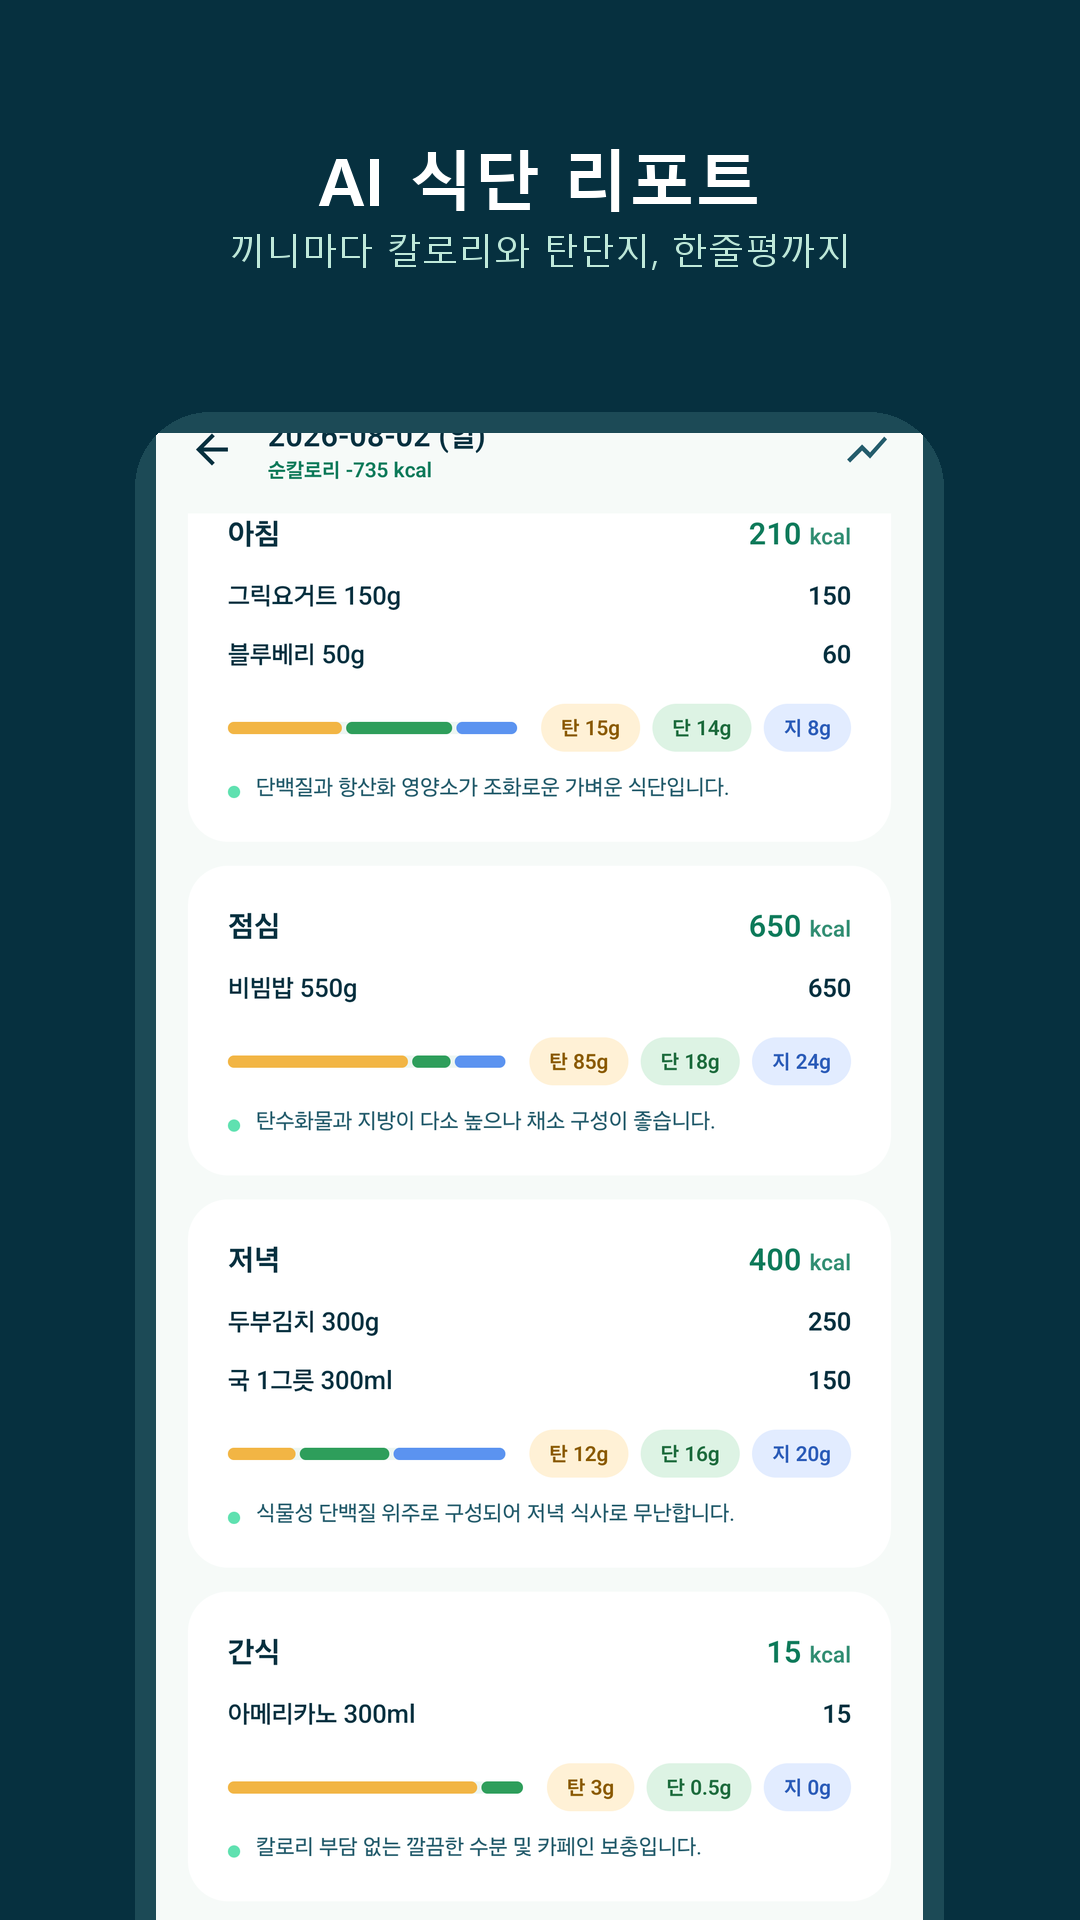 AI 식단 리포트
끼니마다 칼로리와 탄단지, 한줄평까지
2026-08-02 (일)
순칼로리 -735 kcal
아침 210 kcal
그릭요거트 150g 150
블루베리 50g 60
탄 15g 단 14g 지 8g
단백질과 항산화 영양소가 조화로운 가벼운 식단입니다.
점심 650 kcal
비빔밥 550g 650
탄 85g 단 18g 지 24g
탄수화물과 지방이 다소 높으나 채소 구성이 좋습니다.
저녁 400 kcal
두부김치 300g 250
국 1그릇 300ml 150
탄 12g 단 16g 지 20g
식물성 단백질 위주로 구성되어 저녁 식사로 무난합니다.
간식 15 kcal
아메리카노 300ml 15
탄 3g 단 0.5g 지 0g
칼로리 부담 없는 깔끔한 수분 및 카페인 보충입니다.